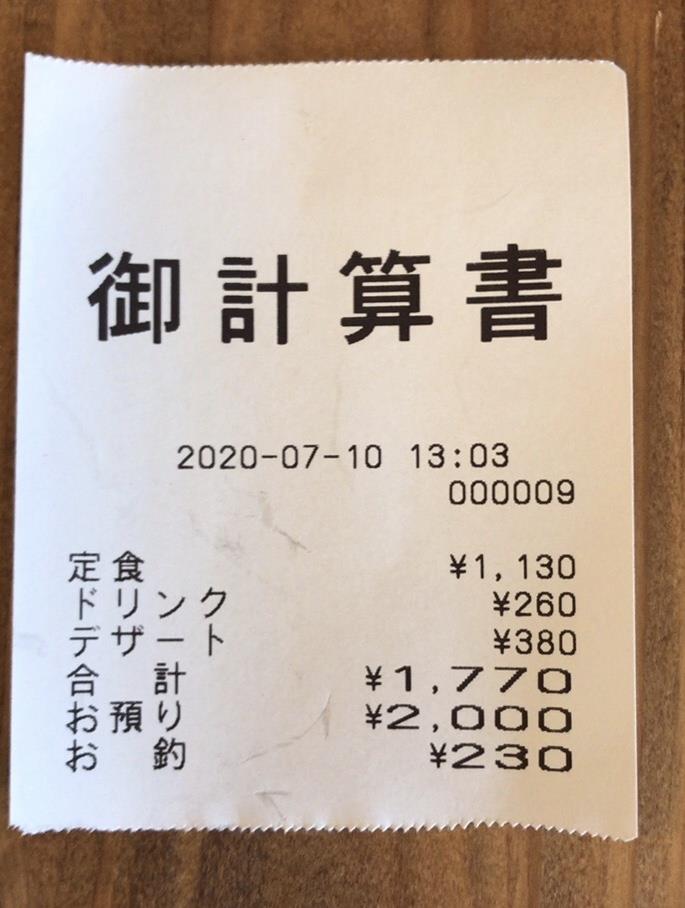 御計算書
2020-07-10 13:03
000009
定食 ¥1,130
ドリンク ¥260
デザート ¥380
合計 ¥1,770
お預り ¥2,000
お釣 ¥230